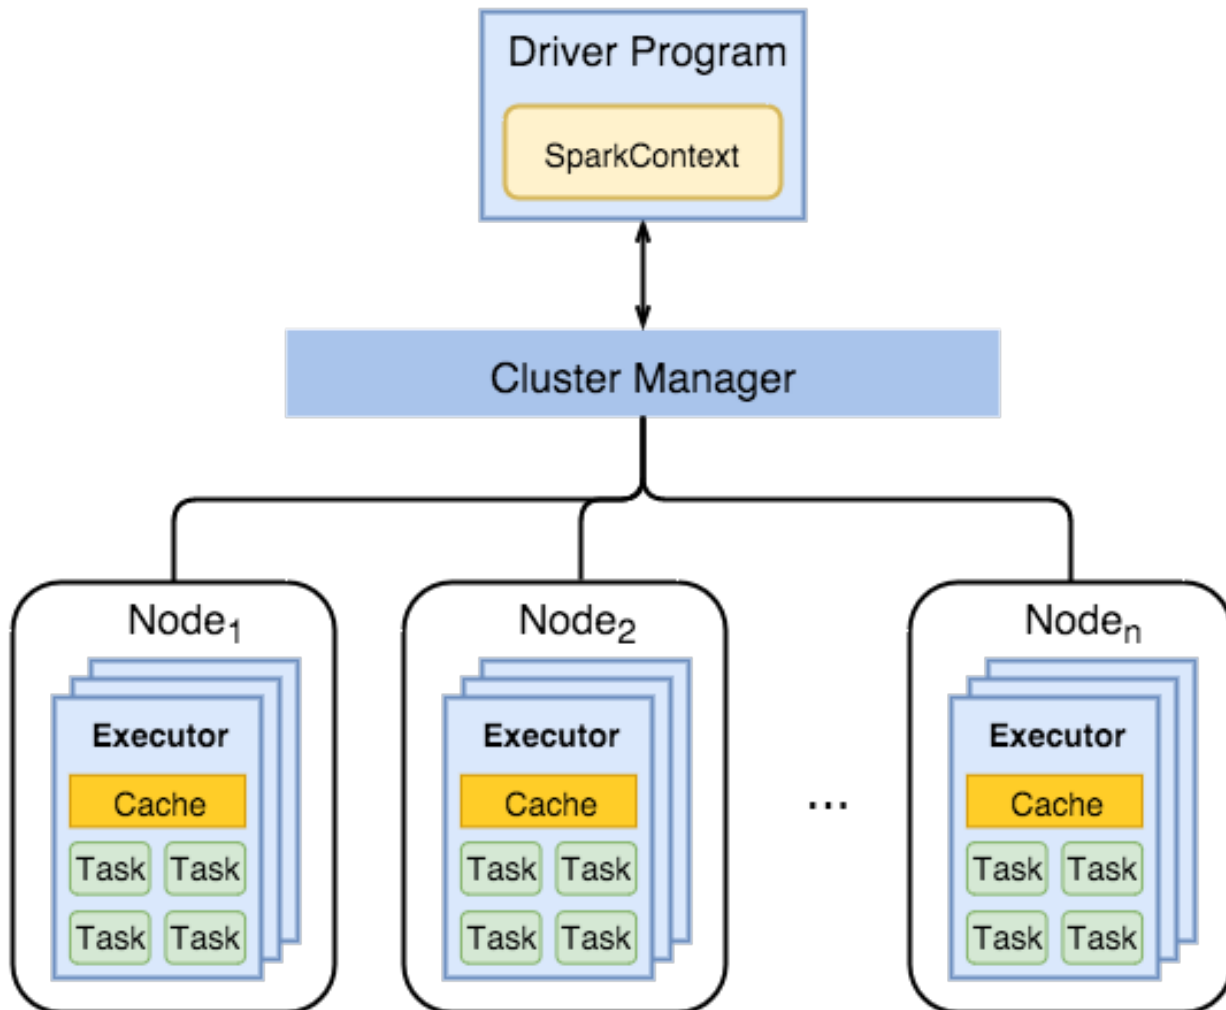 Driver Program
SparkContext
Cluster Manager
Node₁
Node₂
Nodeₙ
Executor
Executor
Executor
Cache
Cache
...
Cache
Task Task
Task Task
Task Task
Task Task
Task Task
Task Task